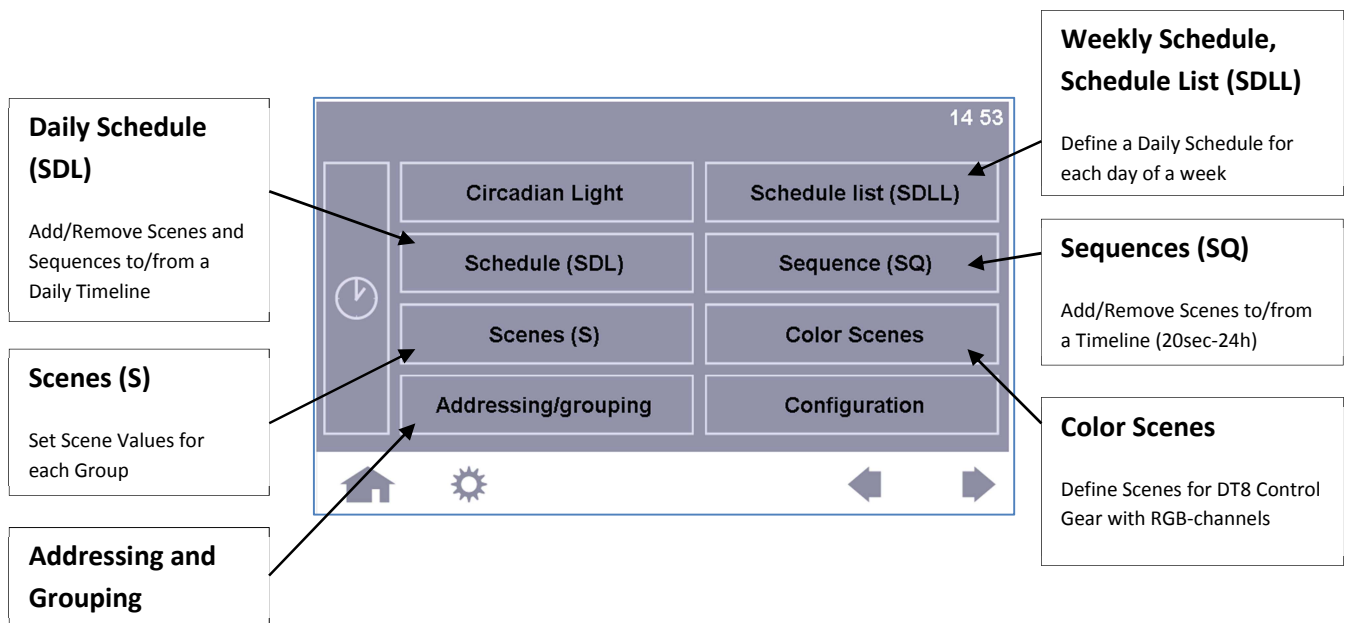 Daily Schedule
(SDL)
Add/Remove Scenes and
Sequences to/from a
Daily Timeline
Scenes (S)
Set Scene Values for
each Group
Addressing and
Grouping
14 53
Circadian Light
Schedule list (SDLL)
Schedule (SDL)
Sequence (SQ)
Scenes (S)
Color Scenes
Addressing/grouping
Configuration
Weekly Schedule,
Schedule List (SDLL)
Define a Daily Schedule for
each day of a week
Sequences (SQ)
Add/Remove Scenes to/from
a Timeline (20sec-24h)
Color Scenes
Define Scenes for DT8 Control
Gear with RGB-channels